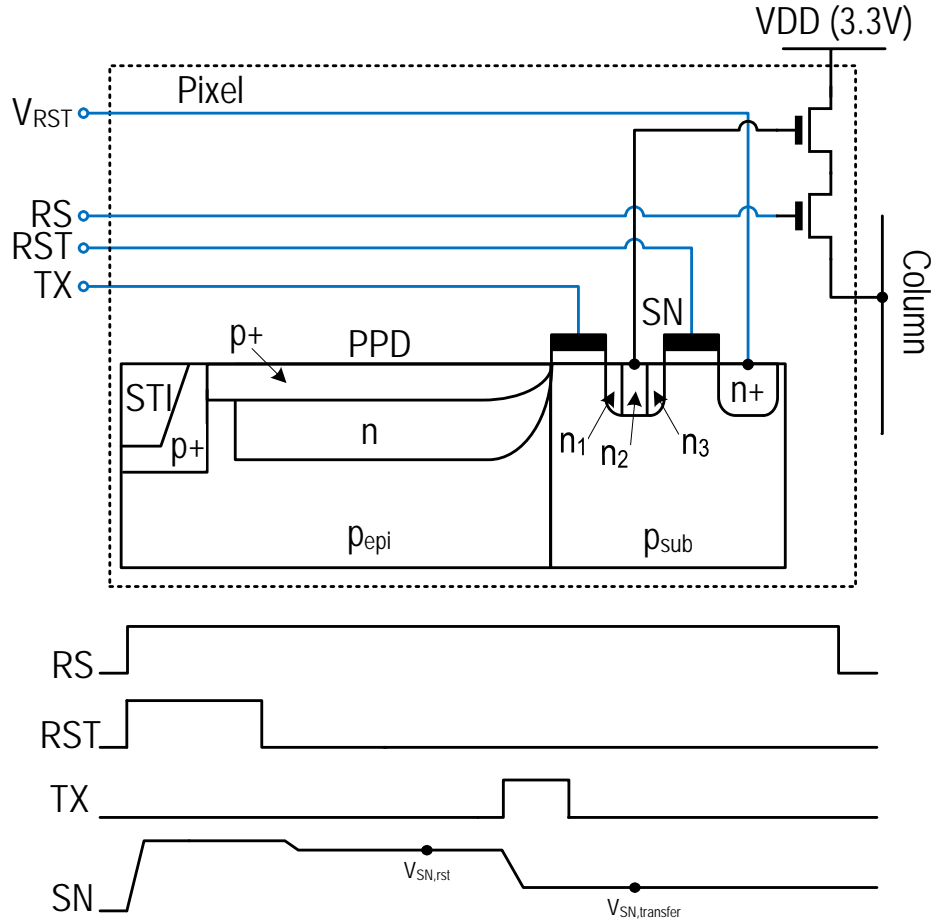 VDD (3.3V)
Pixel
VRST
RS
RST
TX
Column
SN
PPD
p+
STI
n+
p+
n
n1
n2
n3
pepi
psub
RS
RST
TX
SN
VSN,rst
VSN,transfer